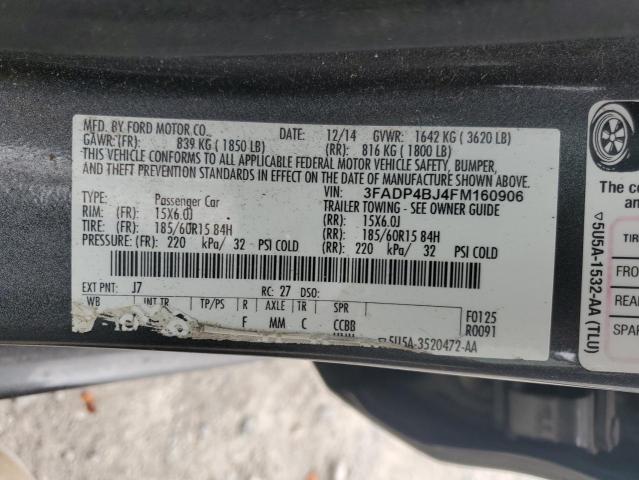 MFD. BY FORD MOTOR CO. DATE: 12/14 GVWR: 1642 KG ( 3620 LB)
GAWR:(FR): 839 KG ( 1850 LB) (RR): 816 KG ( 1800 LB)
THIS VEHICLE CONFORMS TO ALL APPLICABLE FEDERAL MOTOR VEHICLE SAFETY, BUMPER,
AND THEFT PREVENTION STANDARDS IN EFFECT ON THE DATE OF MANUFACTURE SHOWN ABOVE.
VIN: 3FADP4BJ4FM160906
TYPE: Passenger Car TRAILER TOWING - SEE OWNER GUIDE
RIM: (FR) 15X6.0J (RR): 15X6.0J
TIRE: (FR) 185/60R15 84H (RR): 185/60R15 84H
PRESSURE: (FR) 220 kPa/ 32 PSI COLD (RR): 220 kPa/ 32 PSI COLD
EXT PNT: J7 RC: 27 DSO:
WB INT TR TP/PS R AXLE TR SPR F0125
F MM C CCBB R0091
▽5U5A-3520472-AA
▽5U5A-1532-AA (TLU)
The c
TIR
FRO
REAR
SPAR